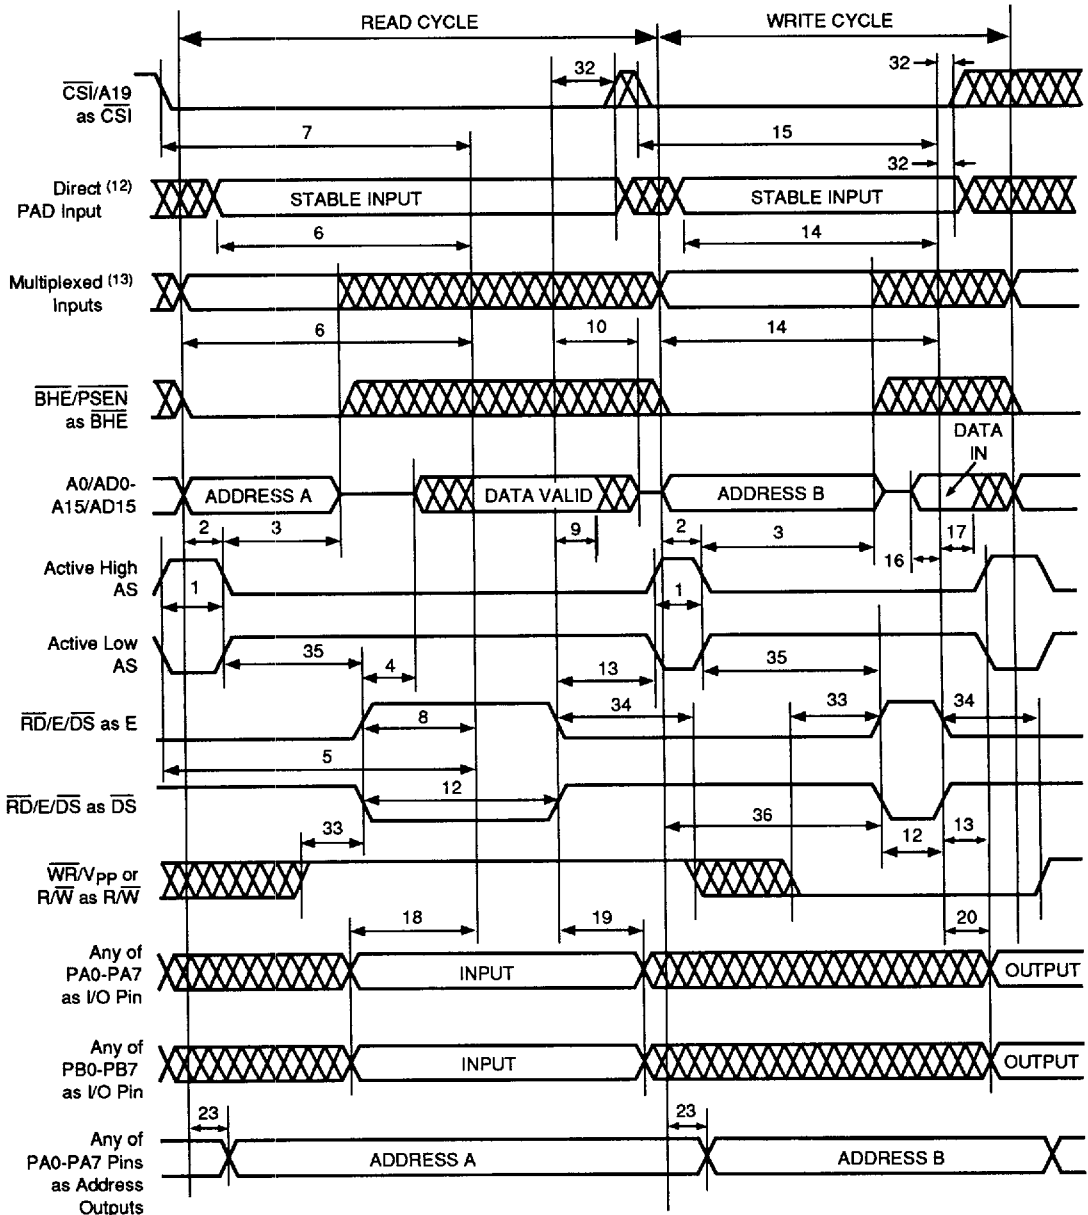 READ CYCLE
WRITE CYCLE
32
32
CSI/A19
as CSI
7
15
32
Direct (12)
PAD Input
STABLE INPUT
STABLE INPUT
6
14
Multiplexed (13)
Inputs
6
10
14
BHE/PSEN
as BHE
DATA
IN
A0/AD0-
A15/AD15
ADDRESS A
DATA VALID
ADDRESS B
2
3
9
2
3
16
17
Active High
AS
1
1
Active Low
AS
35
4
13
35
RD/E/DS as E
8
34
33
34
5
RD/E/DS as DS
12
36
33
12
13
WR/VPP or
R/W as R/W
18
19
20
Any of
PA0-PA7
as I/O Pin
INPUT
OUTPUT
Any of
PB0-PB7
as I/O Pin
INPUT
OUTPUT
23
23
Any of
PA0-PA7 Pins
as Address
Outputs
ADDRESS A
ADDRESS B